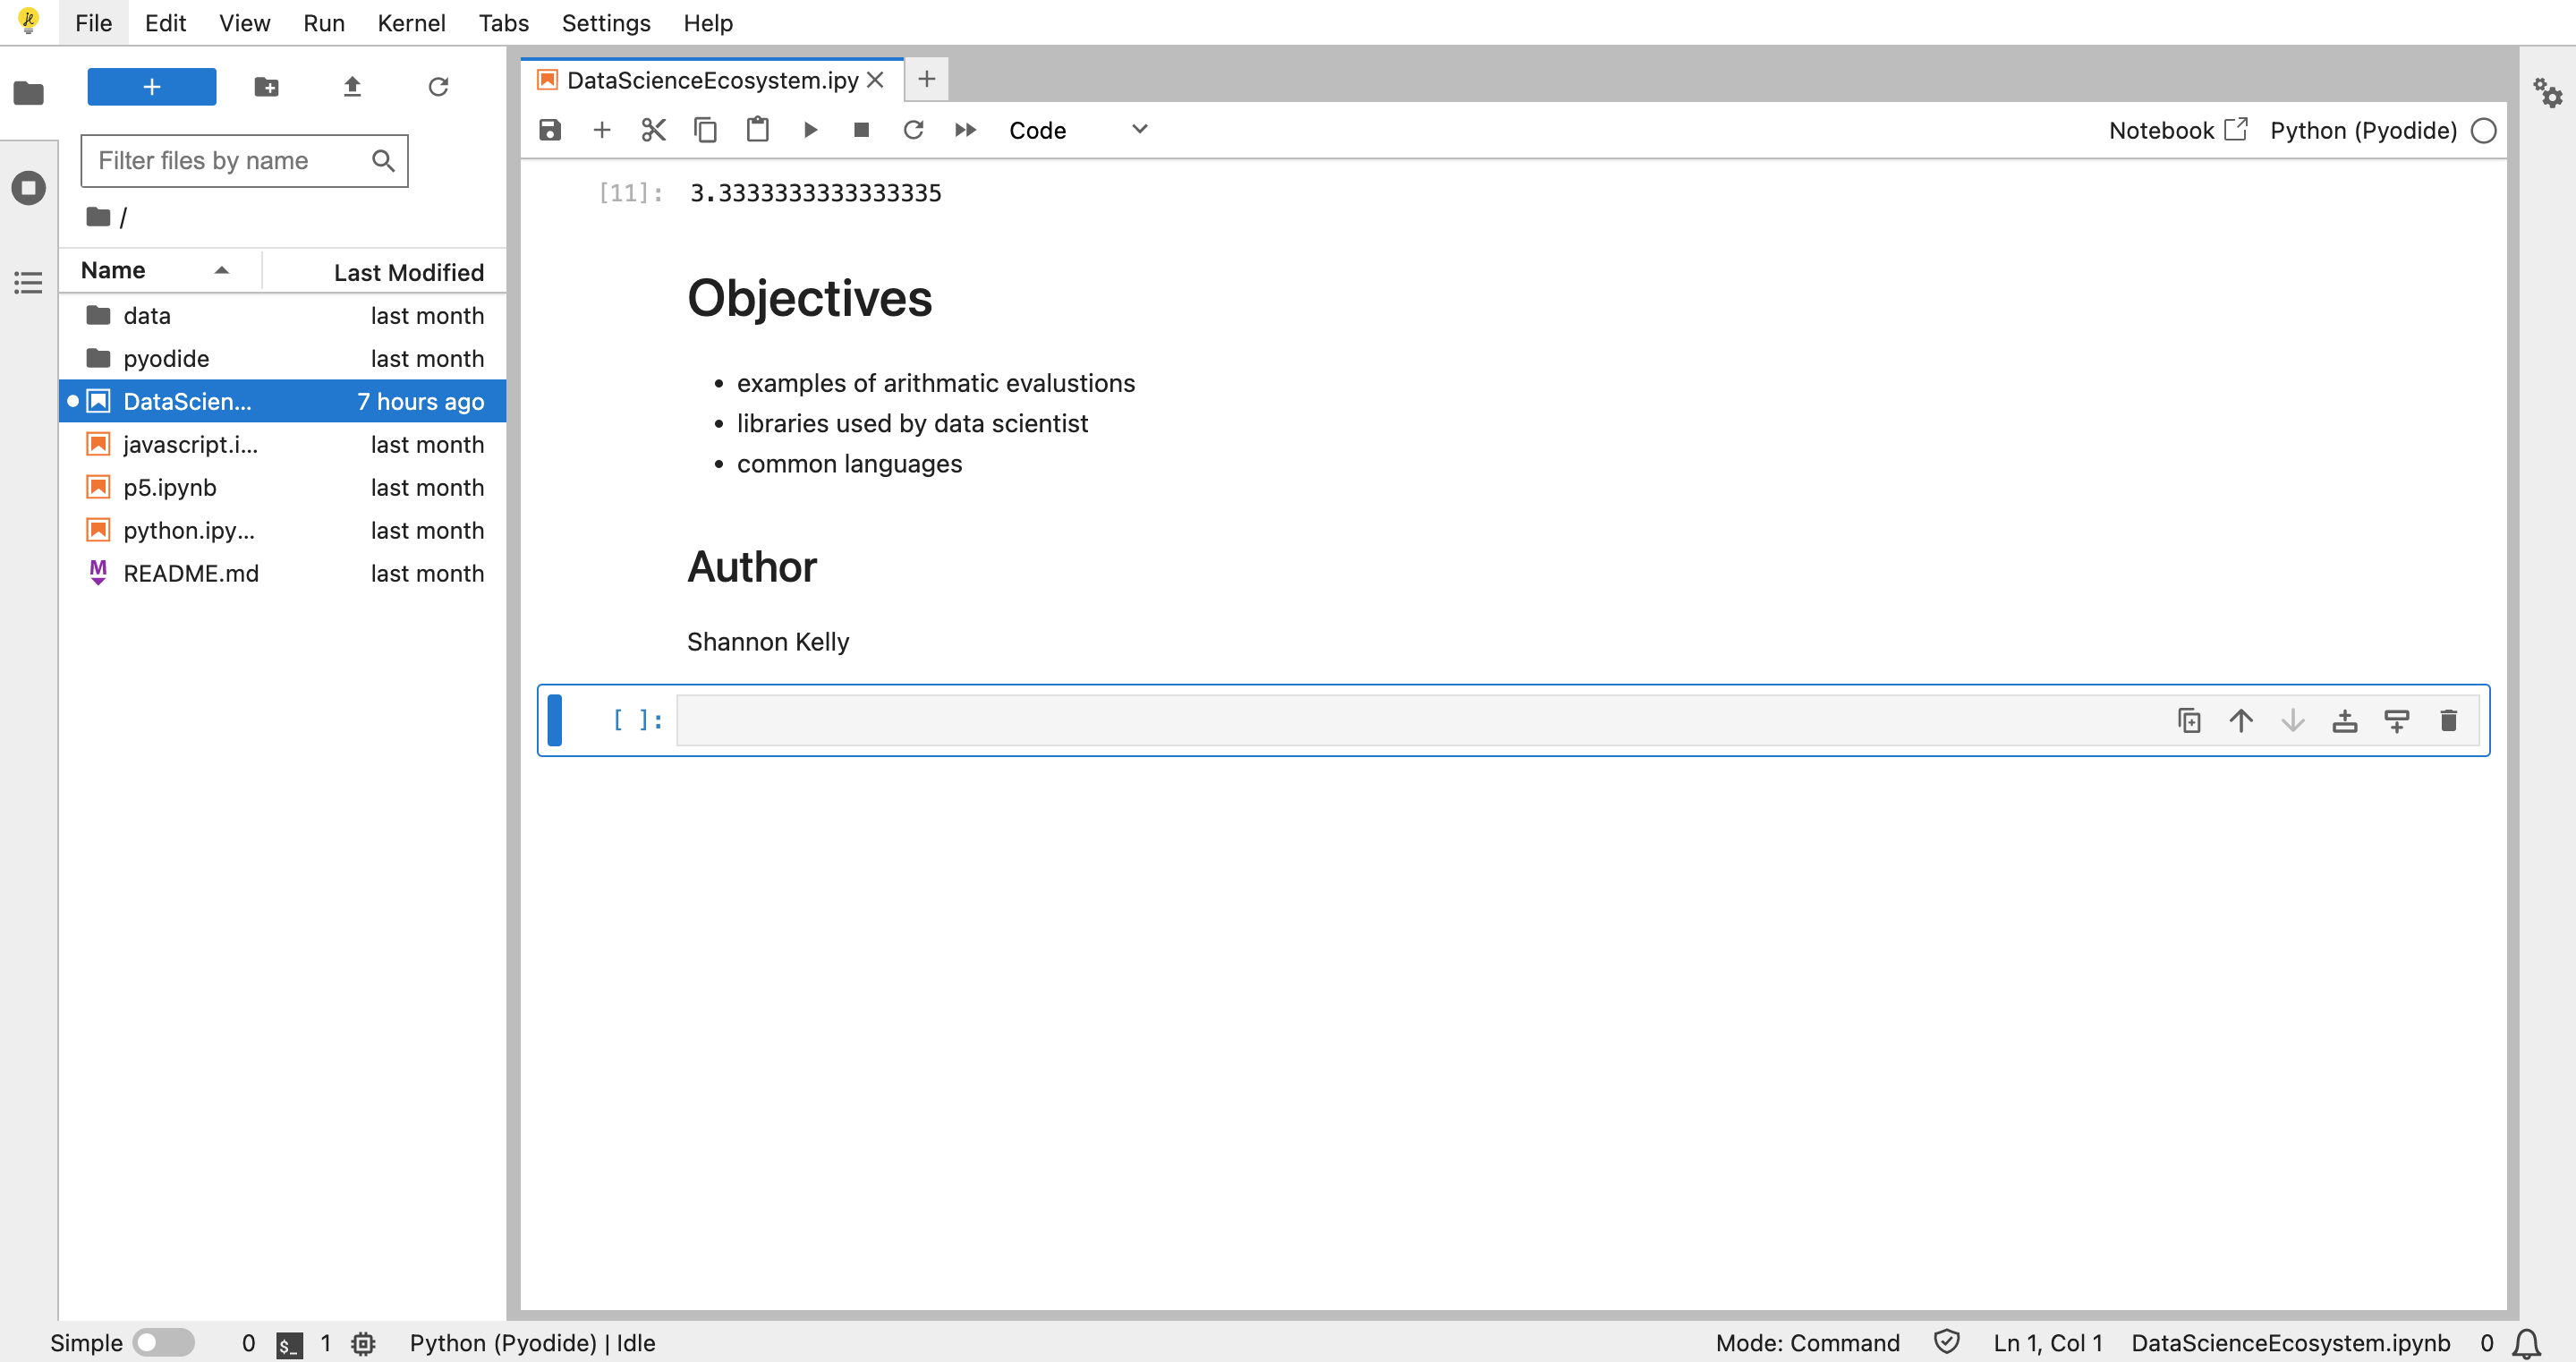 File Edit View Run Kernel Tabs Settings Help
+
Filter files by name
/
Name Last Modified
data last month
pyodide last month
DataScien... 7 hours ago
javascript.i... last month
p5.ipynb last month
python.ipy... last month
README.md last month
DataScienceEcosystem.ipy
Code
Notebook Python (Pyodide)
[11]: 3.3333333333333335
Objectives
• examples of arithmatic evalustions
• libraries used by data scientist
• common languages
Author
Shannon Kelly
[ ]:
Simple 0 $_ 1 Python (Pyodide) | Idle Mode: Command Ln 1, Col 1 DataScienceEcosystem.ipynb 0